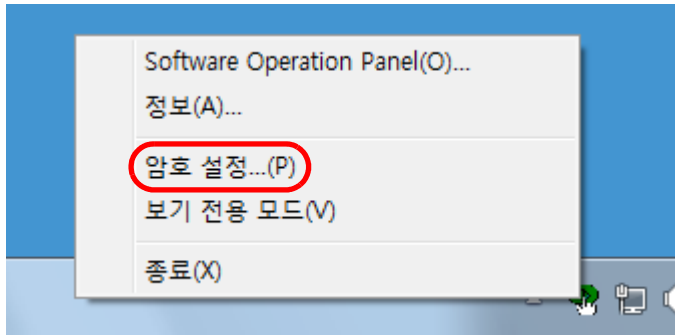 Software Operation Panel(O)...
정보(A)...
암호 설정...(P)
보기 전용 모드(V)
종료(X)